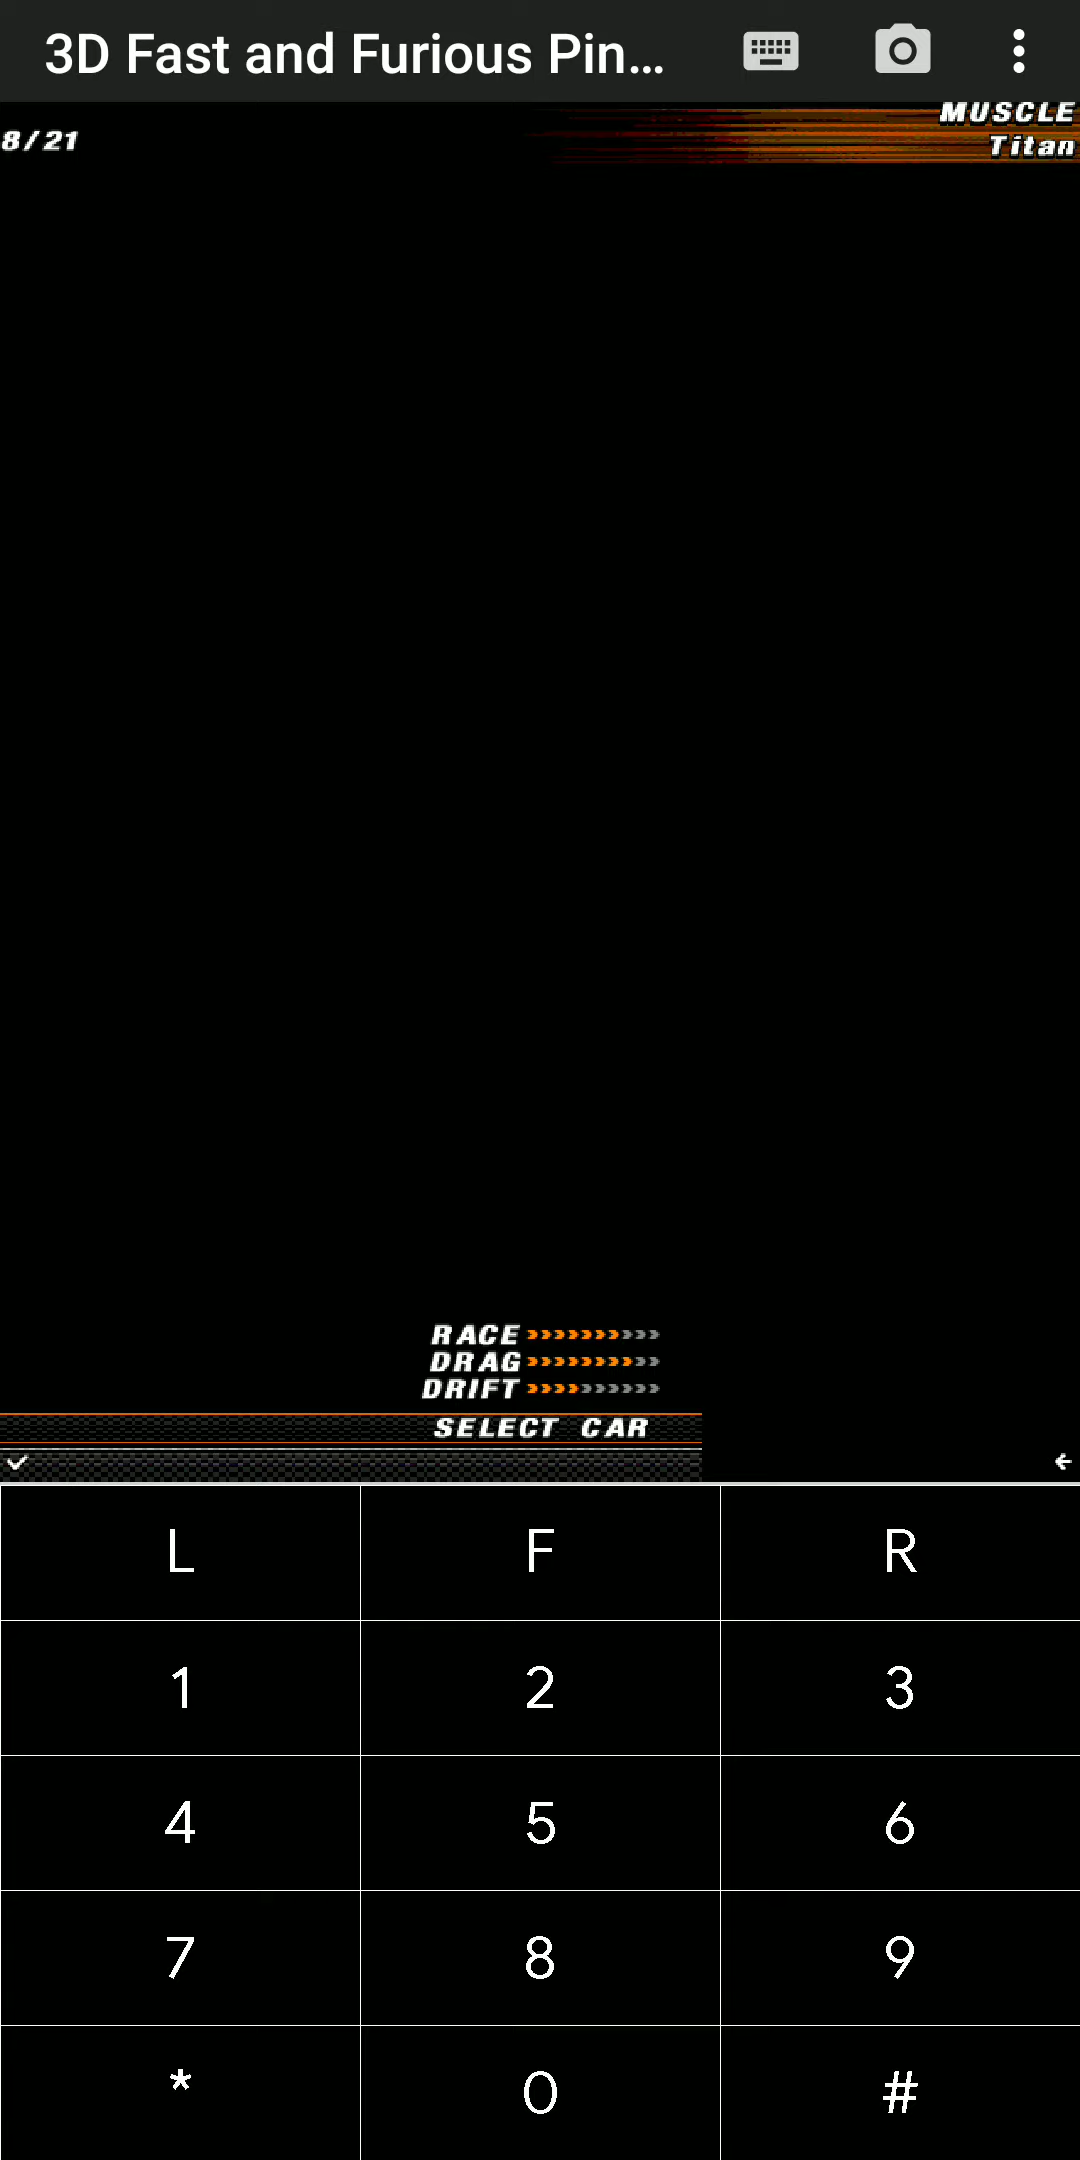 3D Fast and Furious Pin...
MUSCLE
8/21
Titan
RACE
DRAG
DRIFT
SELECT CAR
L F R
1 2 3
4 5 6
7 8 9
* 0 #